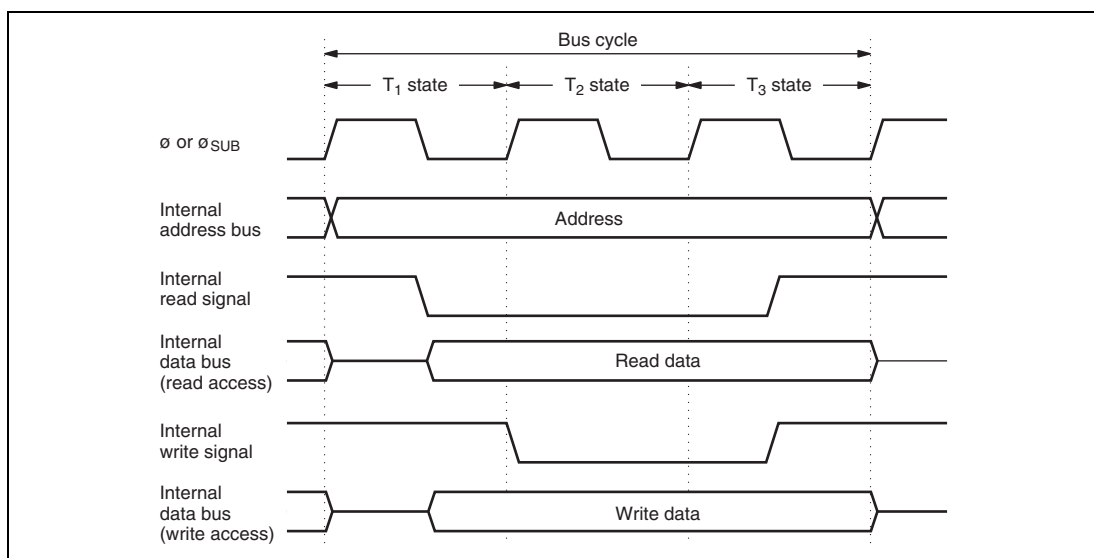 Bus cycle
T₁ state
T₂ state
T₃ state
ø or ø SUB
Internal
address bus
Address
Internal
read signal
Internal
data bus
(read access)
Read data
Internal
write signal
Internal
data bus
(write access)
Write data